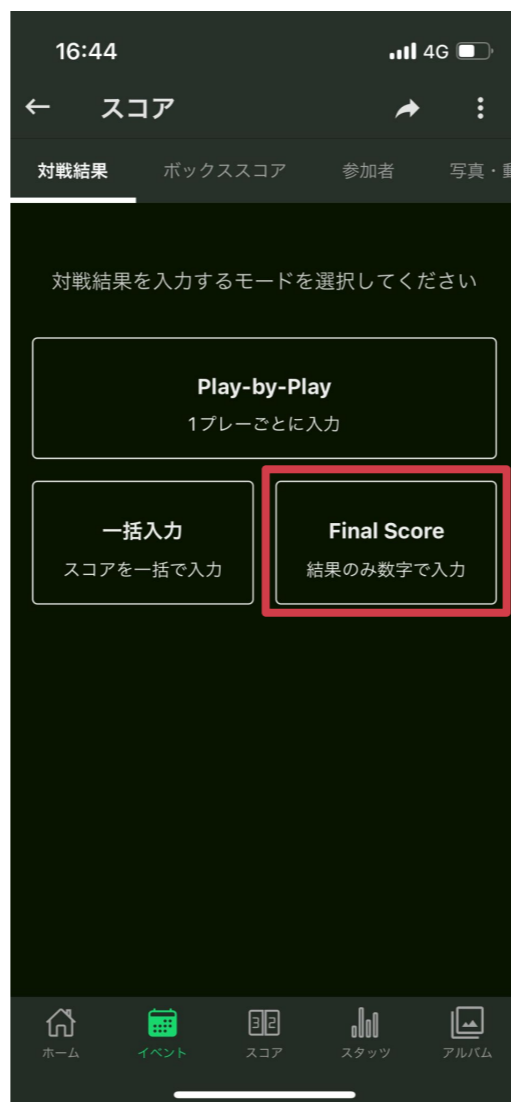 16:44
4G
スコア
対戦結果 ボックススコア 参加者 写真・動
対戦結果を入力するモードを選択してください
Play-by-Play
1プレーごとに入力
一括入力
スコアを一括で入力
Final Score
結果のみ数字で入力
ホーム イベント スコア スタッツ アルバム